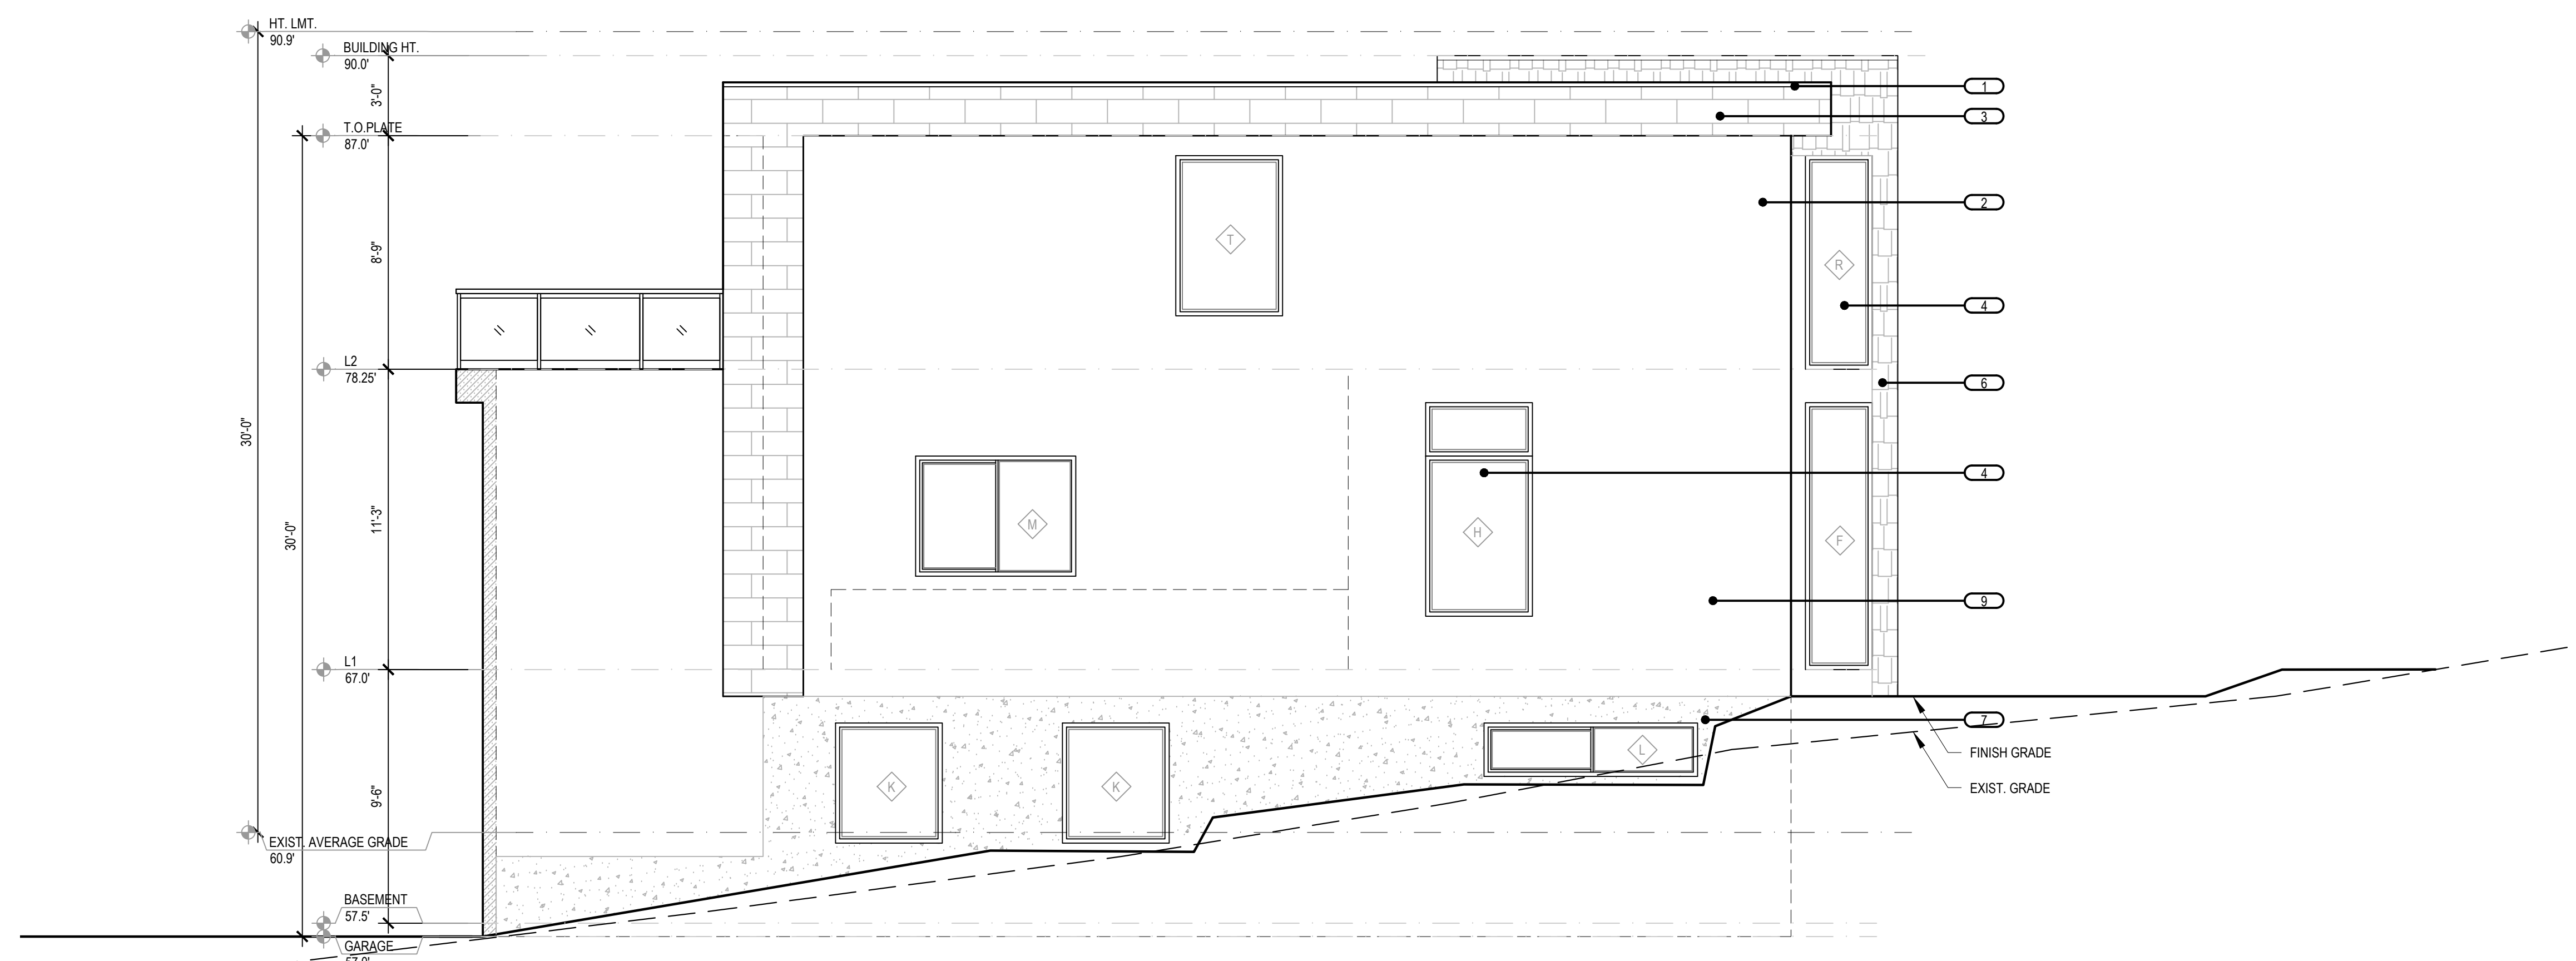 HT. LMT.
90.9'
BUILDING HT.
90.0'
3'-0"
1
3
T.O.PLATE
87.0'
2
T
8'-9"
R
4
L2
78.25'
6
30'-0"
4
11'-3"
30'-0"
M
H
F
9
L1
67.0'
7
L
FINISH GRADE
K
K
EXIST. GRADE
9'-6"
EXIST. AVERAGE GRADE
60.9'
BASEMENT
57.5'
GARAGE
57.0'